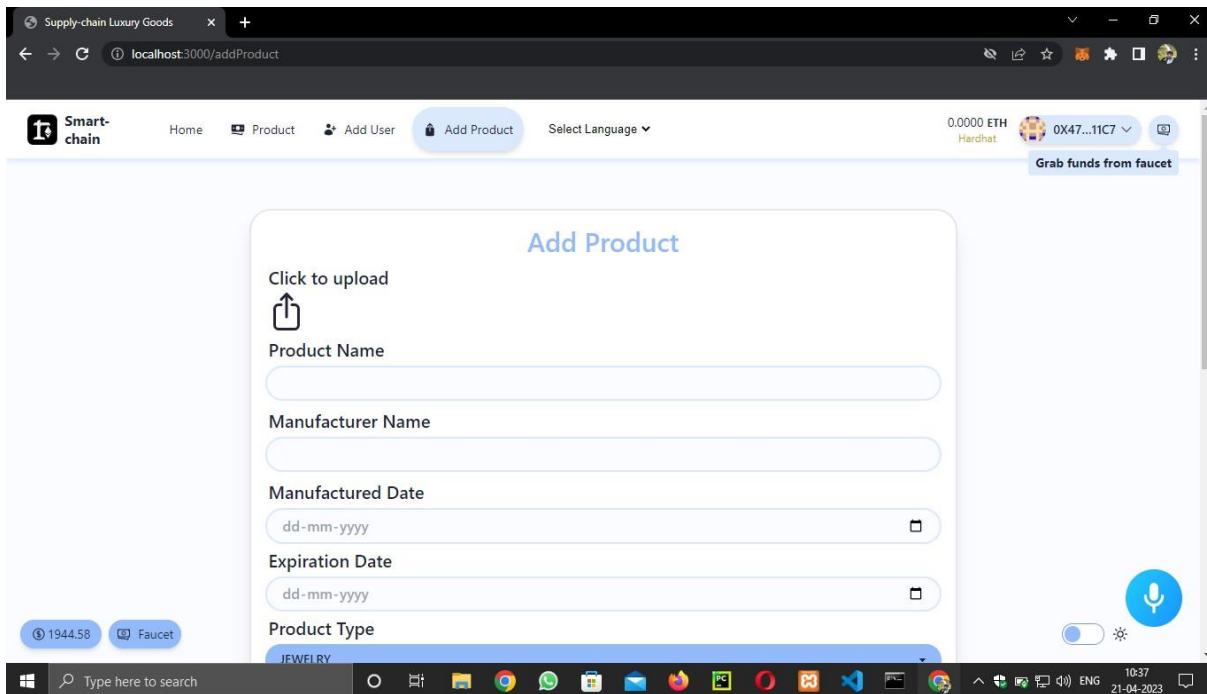 Supply-chain Luxury Goods
localhost:3000/addProduct
Smart-
chain
Home Product Add User Add Product Select Language
0.0000 ETH
Hardhat
0X47...11C7
Grab funds from faucet
Add Product
Click to upload
Product Name
Manufacturer Name
Manufactured Date
dd-mm-yyyy
Expiration Date
dd-mm-yyyy
Product Type
JEWELRY
1944.58 Faucet
Type here to search
PC
ENG
10:37
21-04-2023